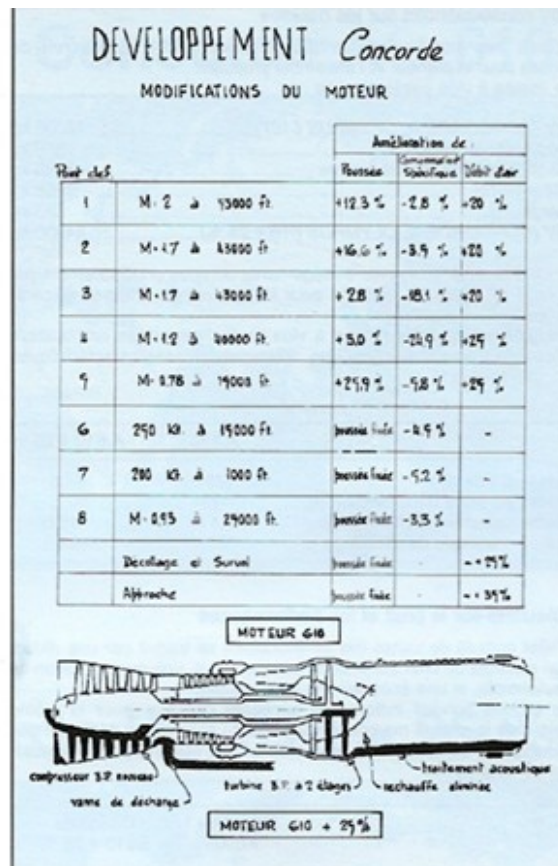 DEVELOPPEMENT Concorde
MODIFICATIONS DU MOTEUR
Amélioration de
Point clef. Poussée Spécifique Débit d'air
1 M=2 à 53000 ft. +12.3 % -2.8 % +20 %
2 M=1.7 à 43000 ft. +16.6 % -3.9 % +20 %
3 M=1.7 à 43000 ft. +2.8 % -18.1 % +20 %
4 M=1.2 à 40000 ft. +5.0 % -24.9 % +25 %
5 M=0.78 à 15000 ft. +25.9 % -5.8 % +25 %
6 250 Kt. à 15000 ft. poussée fixée -4.5 % -
7 200 Kt. à 1000 ft. poussée fixée -5.2 % -
8 M=0.93 à 29000 ft. poussée fixée -3.3 % -
Décollage et Survol poussée fixée - +25%
Approche poussée fixée - +35%
MOTEUR 610
compresseur B.P. nouveau
vanne de décharge
turbine B.P. à 2 étages
rechauffe éliminée
traitement acoustique
MOTEUR 610 + 25%